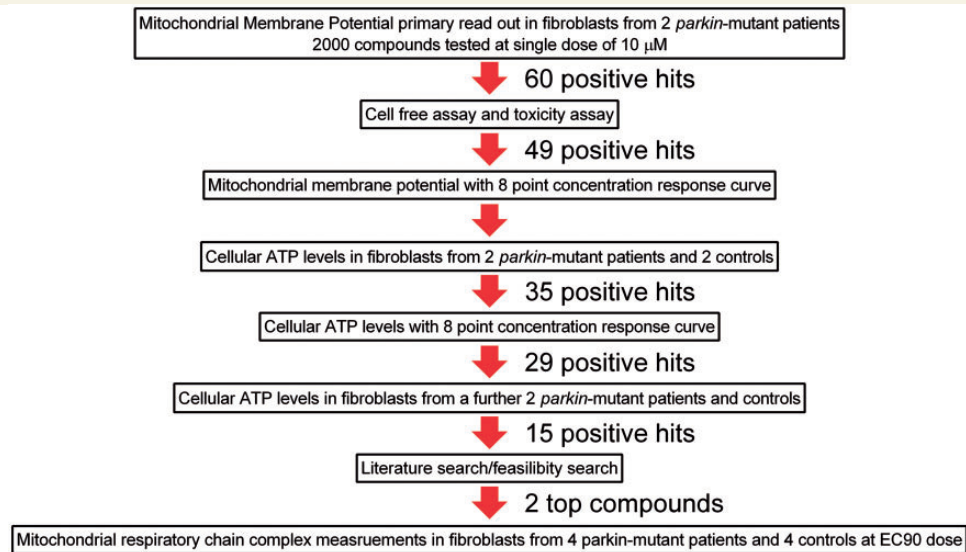 Mitochondrial Membrane Potential primary read out in fibroblasts from 2 parkin-mutant patients
2000 compounds tested at single dose of 10 μM
60 positive hits
Cell free assay and toxicity assay
49 positive hits
Mitochondrial membrane potential with 8 point concentration response curve
Cellular ATP levels in fibroblasts from 2 parkin-mutant patients and 2 controls
35 positive hits
Cellular ATP levels with 8 point concentration response curve
29 positive hits
Cellular ATP levels in fibroblasts from a further 2 parkin-mutant patients and controls
15 positive hits
Literature search/feasilibity search
2 top compounds
Mitochondrial respiratory chain complex measruements in fibroblasts from 4 parkin-mutant patients and 4 controls at EC90 dose